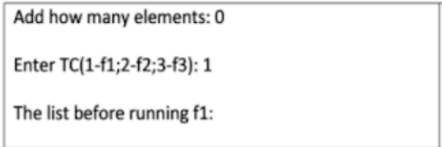 Add how many elements: 0
Enter TC(1-f1;2-f2;3-f3): 1
The list before running f1: